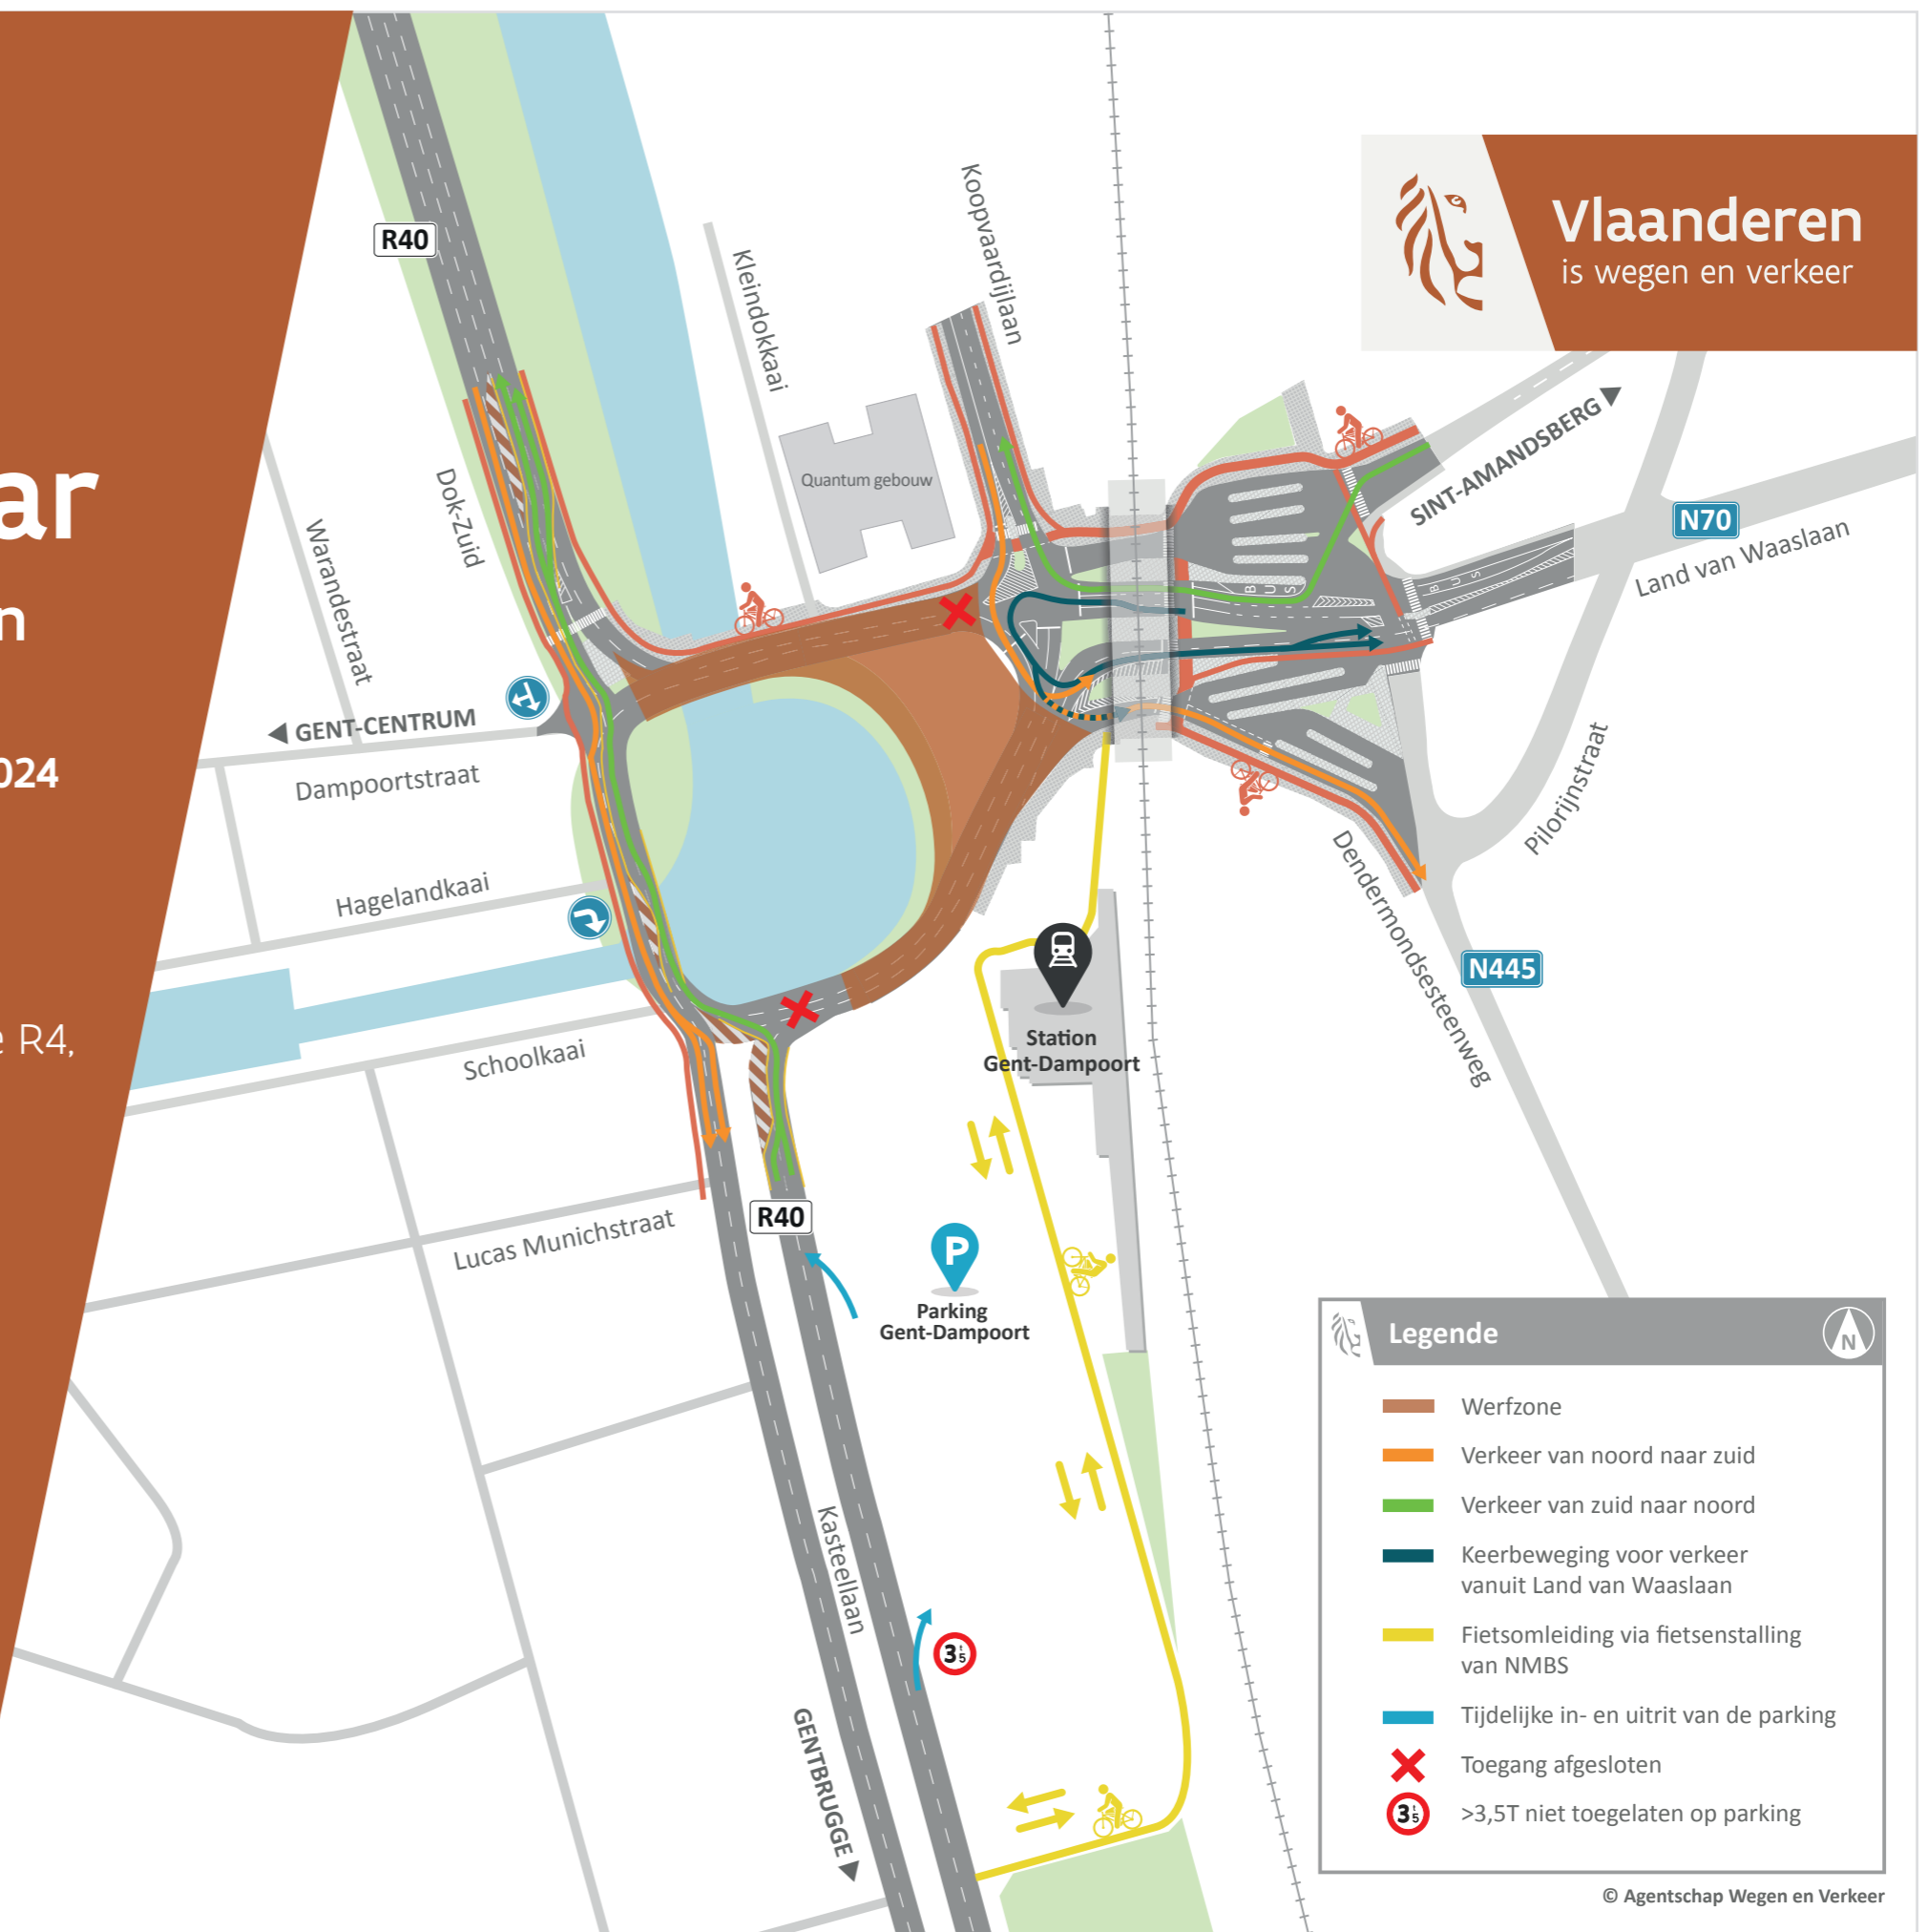 ar
n
024
e R4,
R40
Koopvaardijlaan
Kleindokkaai
Vlaanderen
is wegen en verkeer
Quantum gebouw
Dok-Zuid
Warandestraat
SINT-AMANDSBERG
N70
Land van Waaslaan
BUS
BUS
GENT-CENTRUM
Dampoortstraat
Pilorijnstraat
Hagelandkaai
Dendermondsesteenweg
N445
Schoolkaai
Station
Gent-Dampoort
Lucas Munichstraat
R40
P
Parking
Gent-Dampoort
Kasteellaan
3t5
GENTBRUGGE
Legende
N
Werfzone
Verkeer van noord naar zuid
Verkeer van zuid naar noord
Keerbeweging voor verkeer
vanuit Land van Waaslaan
Fietsomleiding via fietsenstalling
van NMBS
Tijdelijke in- en uitrit van de parking
Toegang afgesloten
3t5
>3,5T niet toegelaten op parking
© Agentschap Wegen en Verkeer